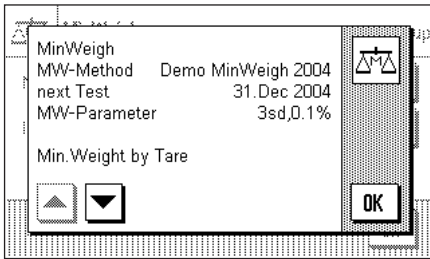 MinWeigh
MW-Method Demo MinWeigh 2004
next Test 31.Dec 2004
MW-Parameter 3sd,0.1%
Min.Weight by Tare
OK